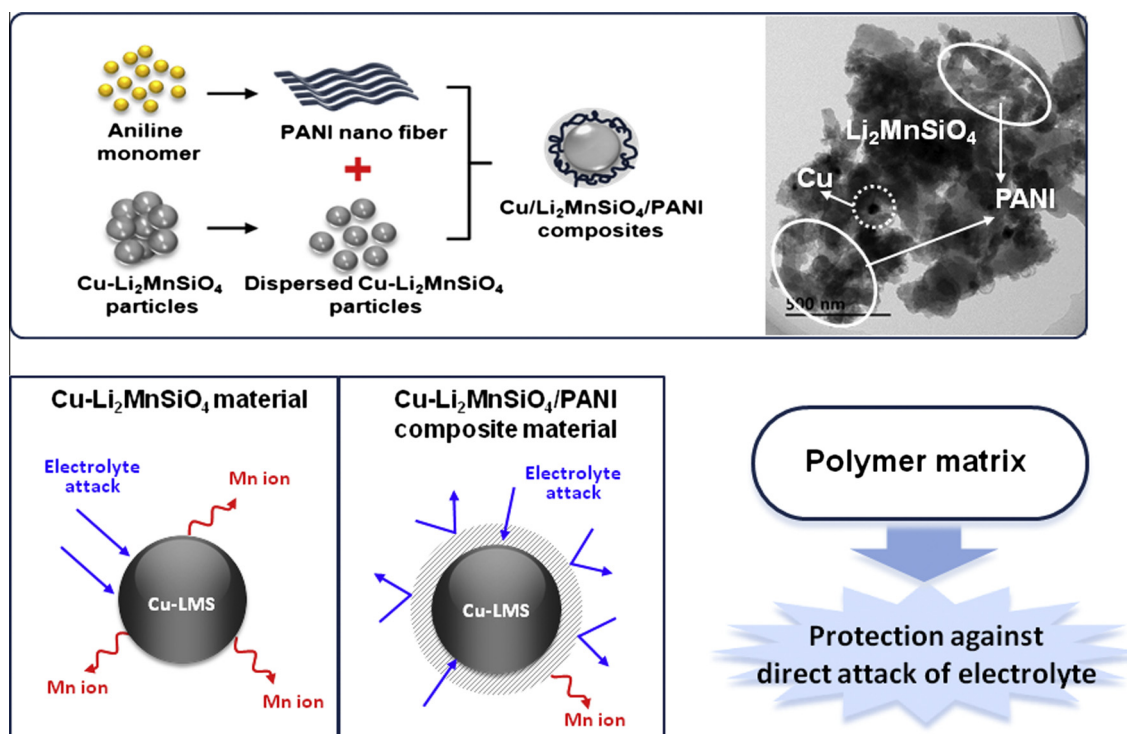 Aniline
monomer
PANI nano fiber
+
Cu-Li₂MnSiO₄
particles
Dispersed Cu-Li₂MnSiO₄
particles
Cu/Li₂MnSiO₄/PANI
composites
Li₂MnSiO₄
Cu
PANI
500 nm
Cu-Li₂MnSiO₄ material
Electrolyte
attack
Mn ion
Cu-LMS
Mn ion
Mn ion
Cu-Li₂MnSiO₄/PANI
composite material
Electrolyte
attack
Cu-LMS
Mn ion
Polymer matrix
Protection against
direct attack of electrolyte